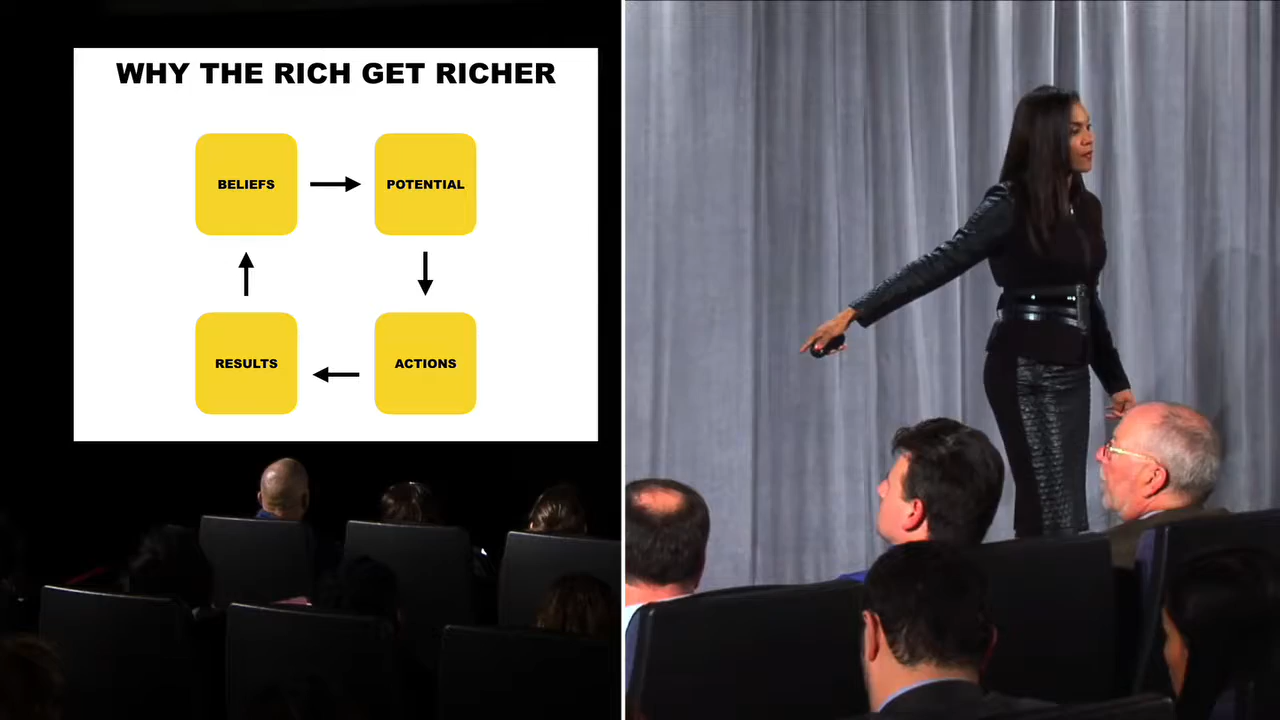 WHY THE RICH GET RICHER
BELIEFS
POTENTIAL
RESULTS
ACTIONS